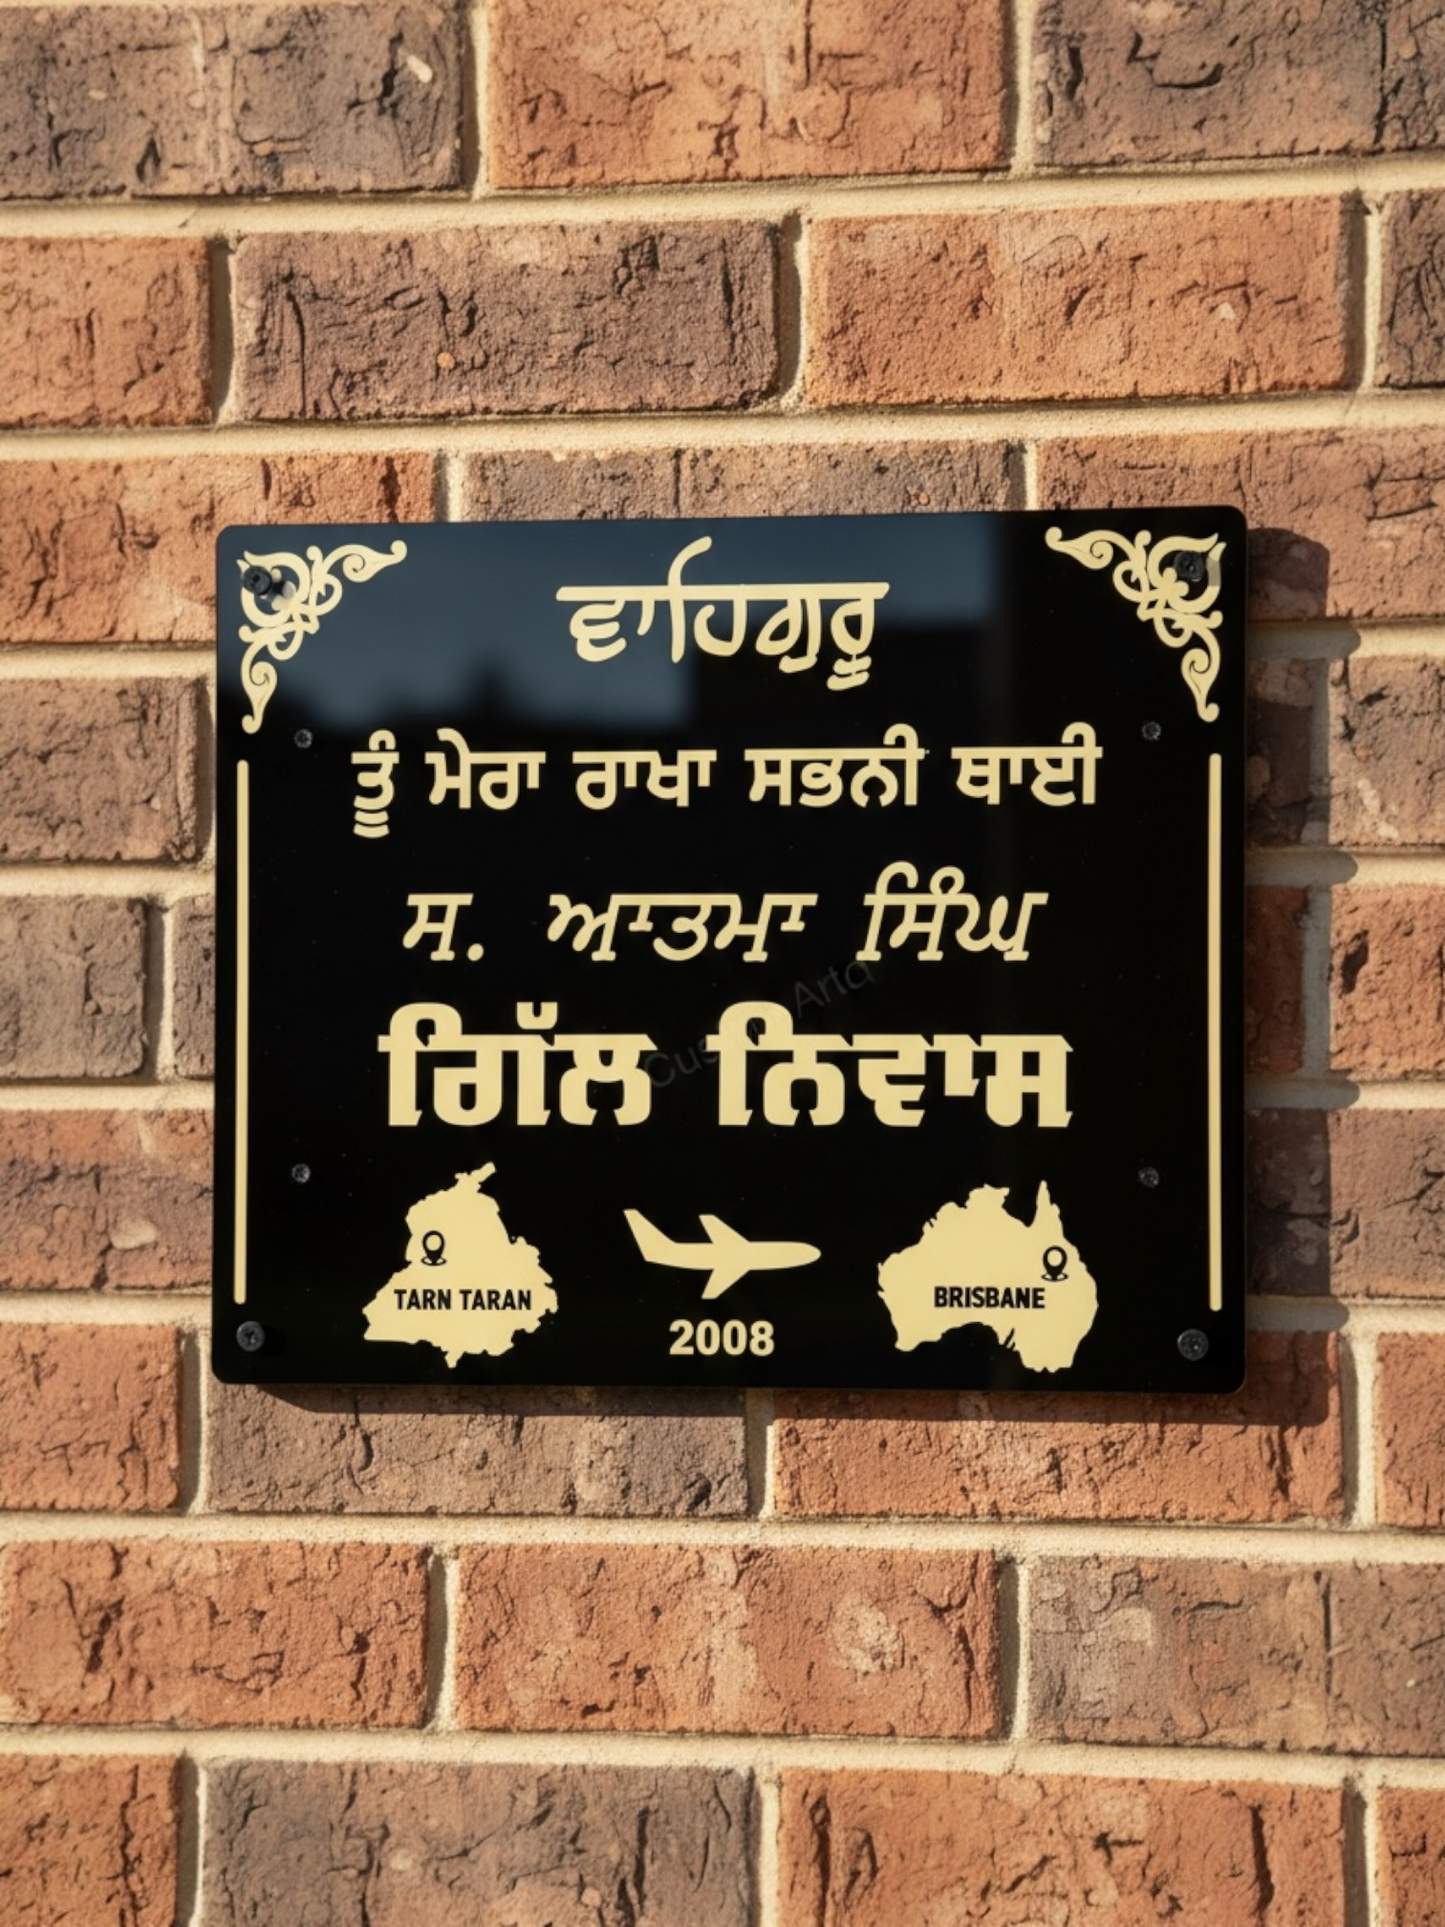 ਵਾਹਿਗੁਰੂ
ਤੂੰ ਮੇਰਾ ਰਾਖਾ ਸਭਨੀ ਥਾਈ
ਸ. ਆਤਮਾ ਸਿੰਘ
ਗਿੱਲ ਨਿਵਾਸ
TARN TARAN
2008
BRISBANE